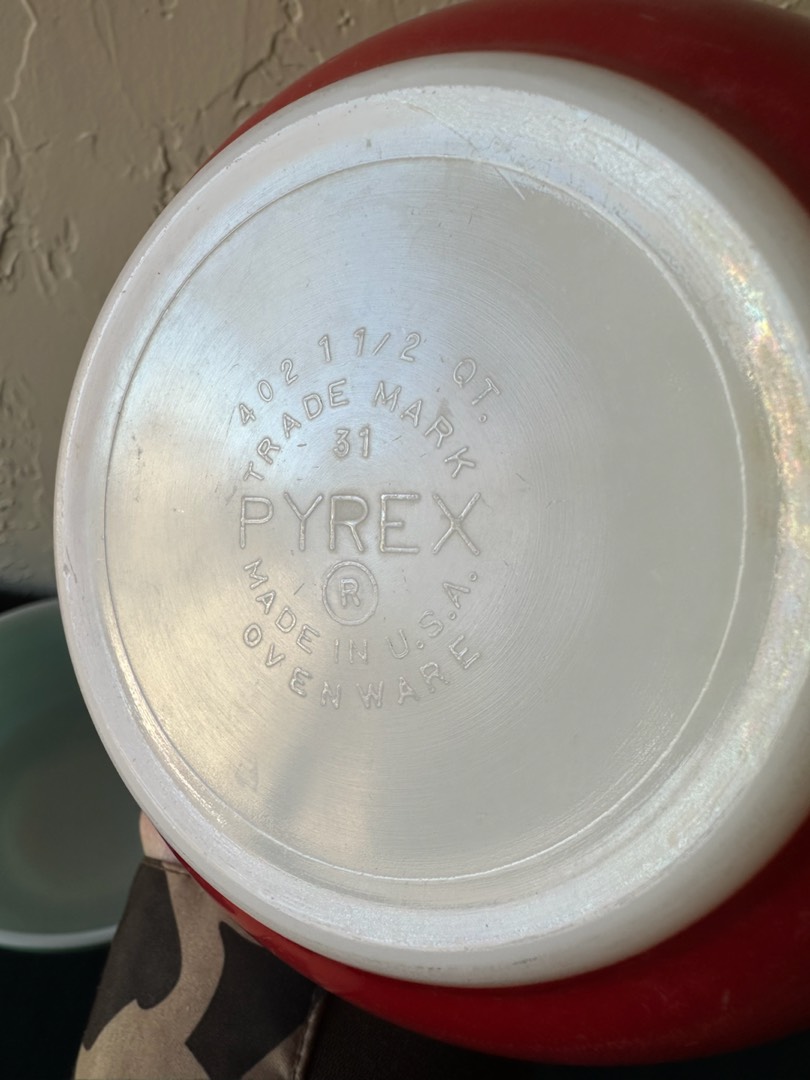 402 1 1/2 QT.
TRADE MARK
31
PYREX
®
MADE IN U.S.A.
OVENWARE